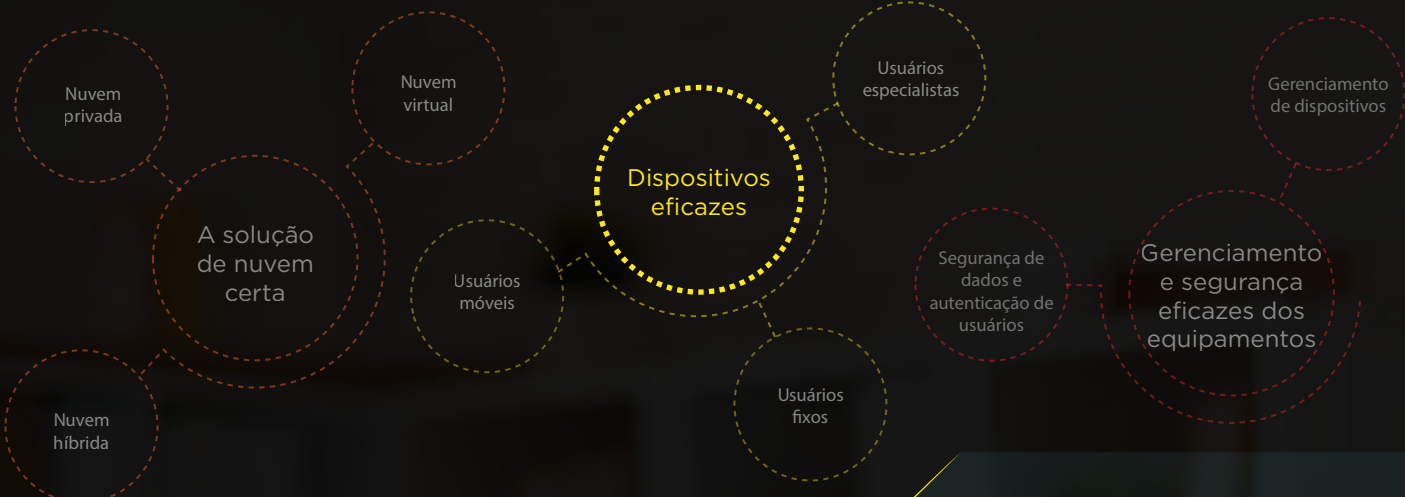 Nuvem
privada
Nuvem
virtual
A solução
de nuvem
certa
Nuvem
híbrida
Dispositivos
eficazes
Usuários
especialistas
Usuários
móveis
Usuários
fixos
Gerenciamento
de dispositivos
Segurança de
dados e
autenticação de
usuários
Gerenciamento
e segurança
eficazes dos
equipamentos